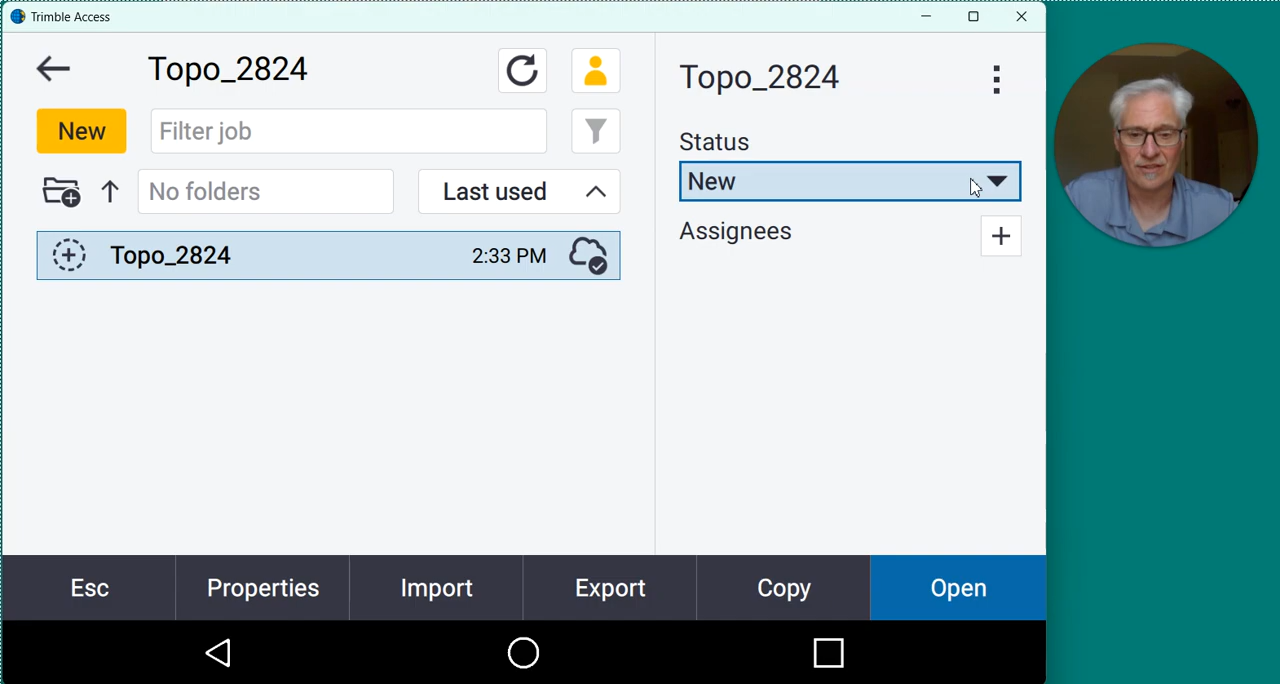 Trimble Access
Topo_2824
New
Filter job
No folders
Last used
Topo_2824
2:33 PM
Topo_2824
Status
New
Assignees
Esc
Properties
Import
Export
Copy
Open